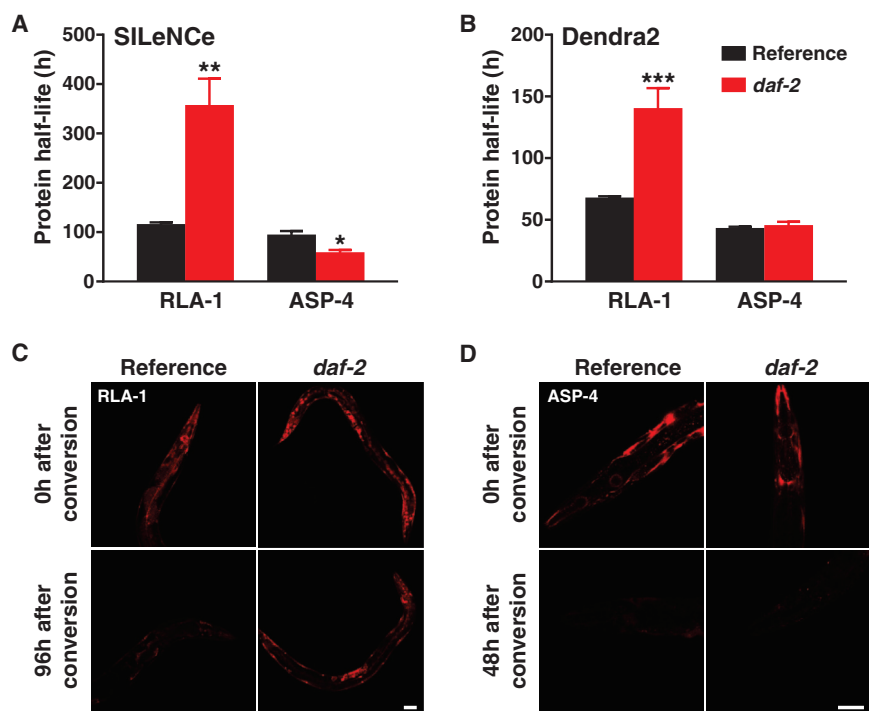 A
SILeNCe
Protein half-life (h)
500
400
300
200
100
0
**
*
RLA-1
ASP-4
B
Dendra2
Protein half-life (h)
200
150
100
50
0
***
Reference
daf-2
RLA-1
ASP-4
C
Reference
daf-2
RLA-1
0h after
conversion
96h after
conversion
D
Reference
daf-2
ASP-4
0h after
conversion
48h after
conversion